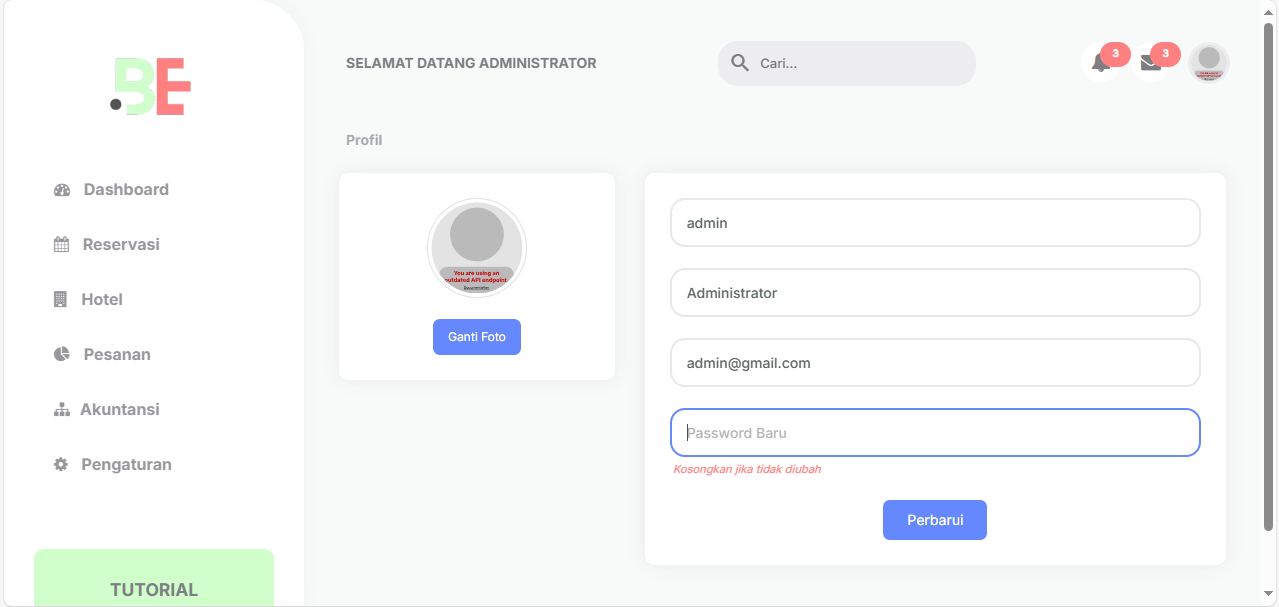 .BE
SELAMAT DATANG ADMINISTRATOR
Cari...
3
3
Profil
Dashboard
Reservasi
Hotel
Pesanan
Akuntansi
Pengaturan
TUTORIAL
You are using an
outdated API endpoint.
Ganti Foto
admin
Administrator
admin@gmail.com
Password Baru
Kosongkan jika tidak diubah
Perbarui